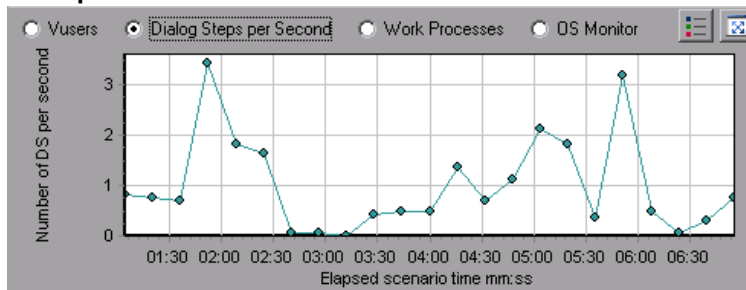 Vusers Dialog Steps per Second Work Processes OS Monitor
Number of DS per second
3
2
1
0
01:30 02:00 02:30 03:00 03:30 04:00 04:30 05:00 05:30 06:00 06:30
Elapsed scenario time mm:ss